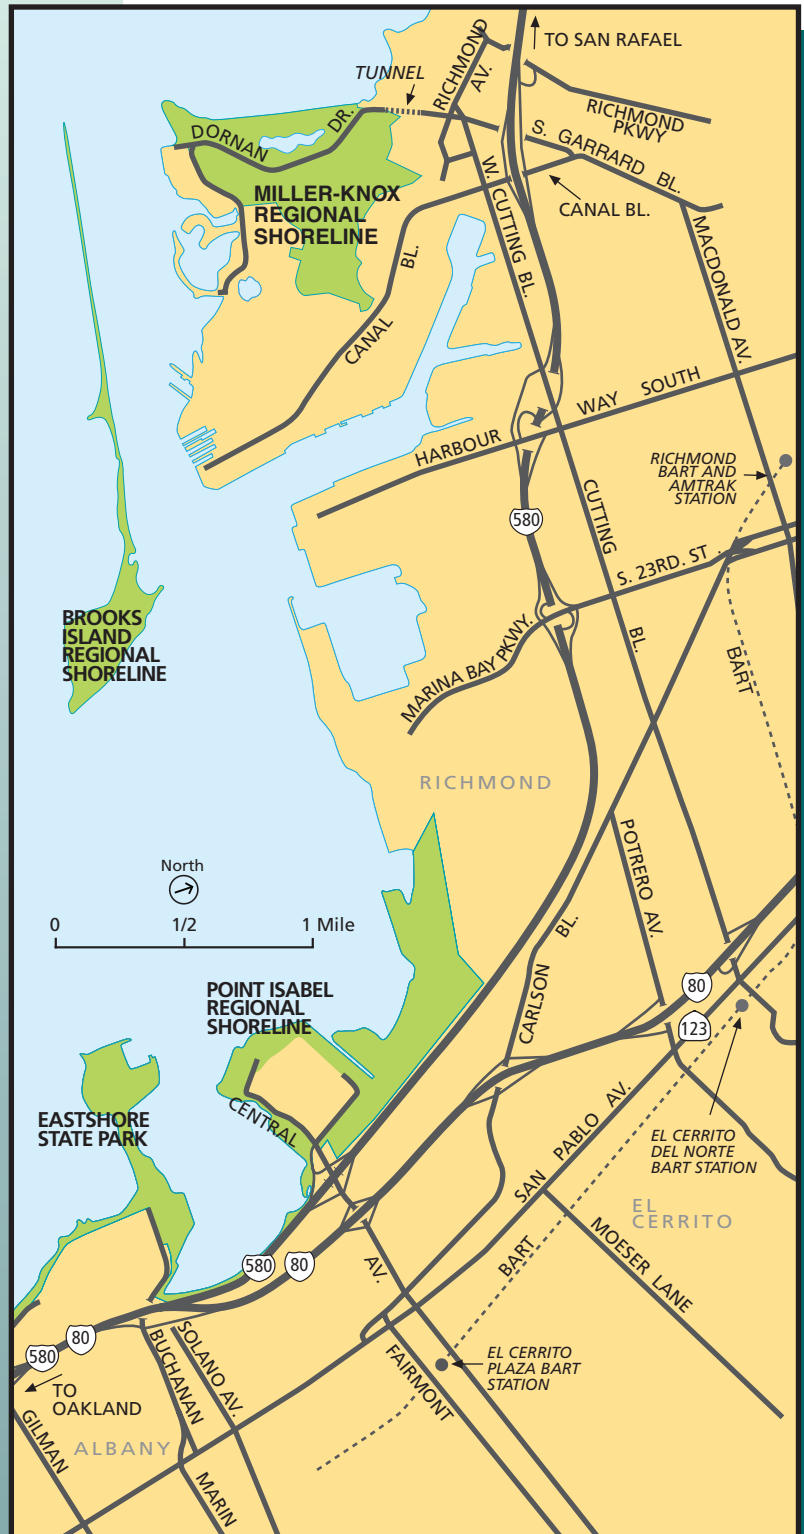 TO SAN RAFAEL
TUNNEL
RICHMOND
AV.
RICHMOND
PKWY
DORNAN
DR.
S. GARRARD BL.
CANAL BL.
MILLER-KNOX
REGIONAL
SHORELINE
W. CUTTING BL.
MACDONALD AV.
CANAL
BL.
HARBOUR
WAY SOUTH
RICHMOND
BART AND
AMTRAK
STATION
580
CUTTING
BL.
S. 23RD. ST.
BROOKS
ISLAND
REGIONAL
SHORELINE
MARINA BAY PKWY.
BART
RICHMOND
POTRERO AV.
North
0
1/2
1 Mile
CARLSON
BL.
80
123
POINT ISABEL
REGIONAL
SHORELINE
EASTSHORE
STATE PARK
CENTRAL
AV.
SAN PABLO AV.
EL CERRITO
DEL NORTE
BART STATION
EL
CERRITO
MOESER LANE
BART
580
80
EL CERRITO
PLAZA BART
STATION
FAIRMONT
580
80
TO
OAKLAND
BUCHANAN
SOLANO AV.
GILMAN
ALBANY
MARIN